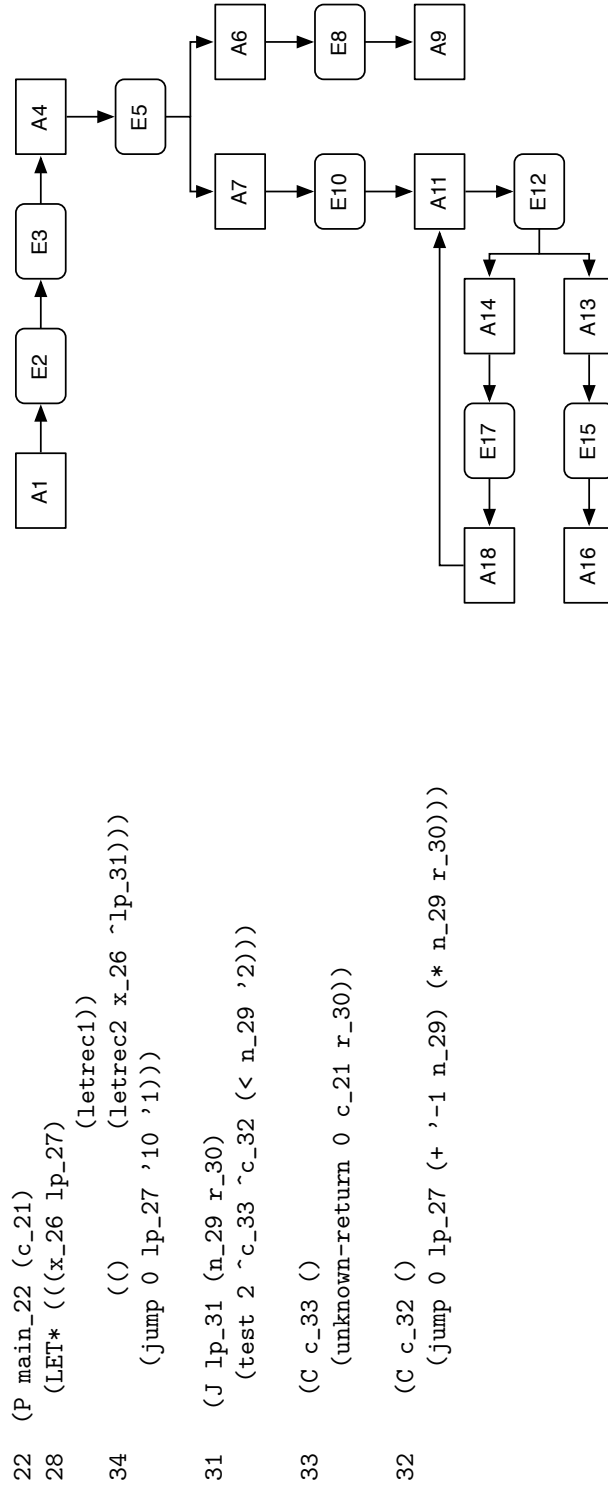 22 (P main_22 (c_21)
28 (LET* (((x_26 lp_27)
(letrec1))
34 (() (letrec2 x_26 ^lp_31)))
(jump 0 lp_27 '10 '1)))
31 (J lp_31 (n_29 r_30)
(test 2 ^c_33 ^c_32 (< n_29 '2)))
33 (C c_33 ()
(unknown-return 0 c_21 r_30))
32 (C c_32 ()
(jump 0 lp_27 (+ '-1 n_29) (* n_29 r_30)))
A1
E2
E3
A4
E5
A7
A6
E10
E8
A11
A9
E12
A14
A13
E17
E15
A18
A16